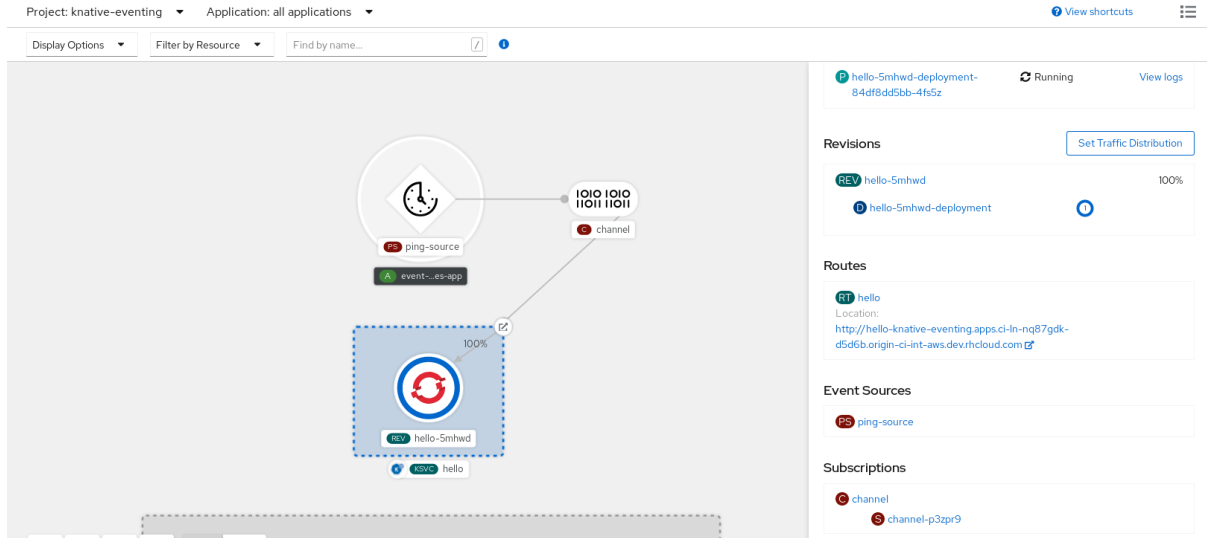 Project: knative-eventing
Application: all applications
View shortcuts
Display Options
Filter by Resource
Find by name...
/
P hello-5mhwd-deployment-
84df8dd5bb-4fs5z
Running
View logs
Revisions
Set Traffic Distribution
REV hello-5mhwd
100%
D hello-5mhwd-deployment
1
Routes
RT hello
Location:
http://hello-knative-eventing.apps.ci-ln-nq87gdk-
d5d6b.origin-ci-int-aws.dev.rhcloud.com
Event Sources
PS ping-source
Subscriptions
C channel
S channel-p3zpr9
1010 1010
11011 11011
PS ping-source
C channel
A event-...es-app
100%
REV hello-5mhwd
KSVC hello